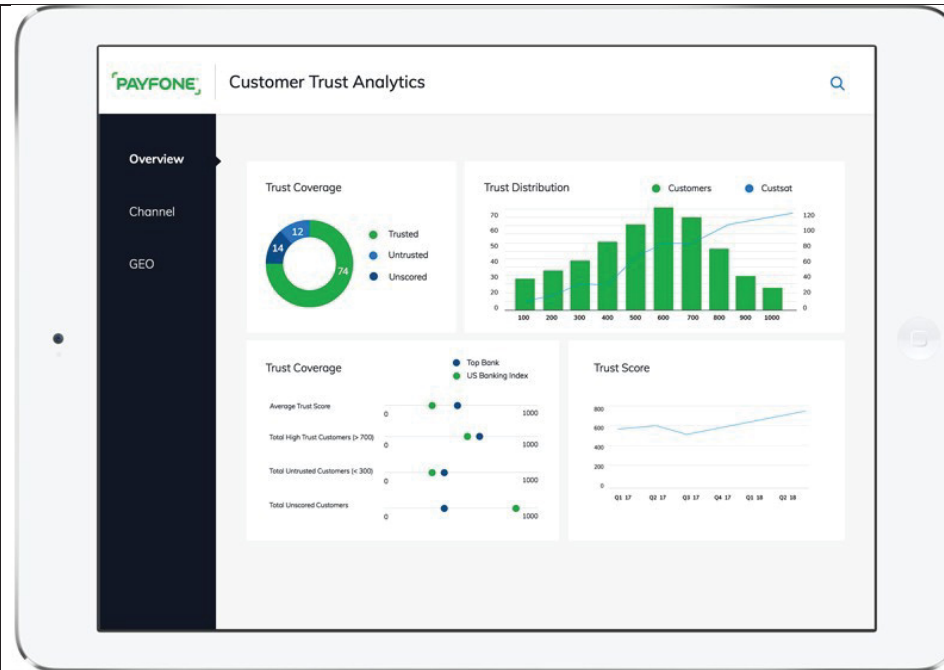 PAYFONE
Customer Trust Analytics
Overview
Channel
GEO
Trust Coverage
12
14
74
Trusted
Untrusted
Unscored
Trust Distribution
Customers
Custsat
70
60
50
40
30
20
0
120
100
80
60
40
20
0
100 200 300 400 500 600 700 800 900 1000
Trust Coverage
Top Bank
US Banking Index
Average Trust Score
0 1000
Total High Trust Customers (> 700)
0 1000
Total Untrusted Customers (< 300)
0 1000
Total Unscored Customers
0 1000
Trust Score
800
600
400
200
0
Q1 17 Q2 17 Q3 17 Q4 17 Q1 18 Q2 18